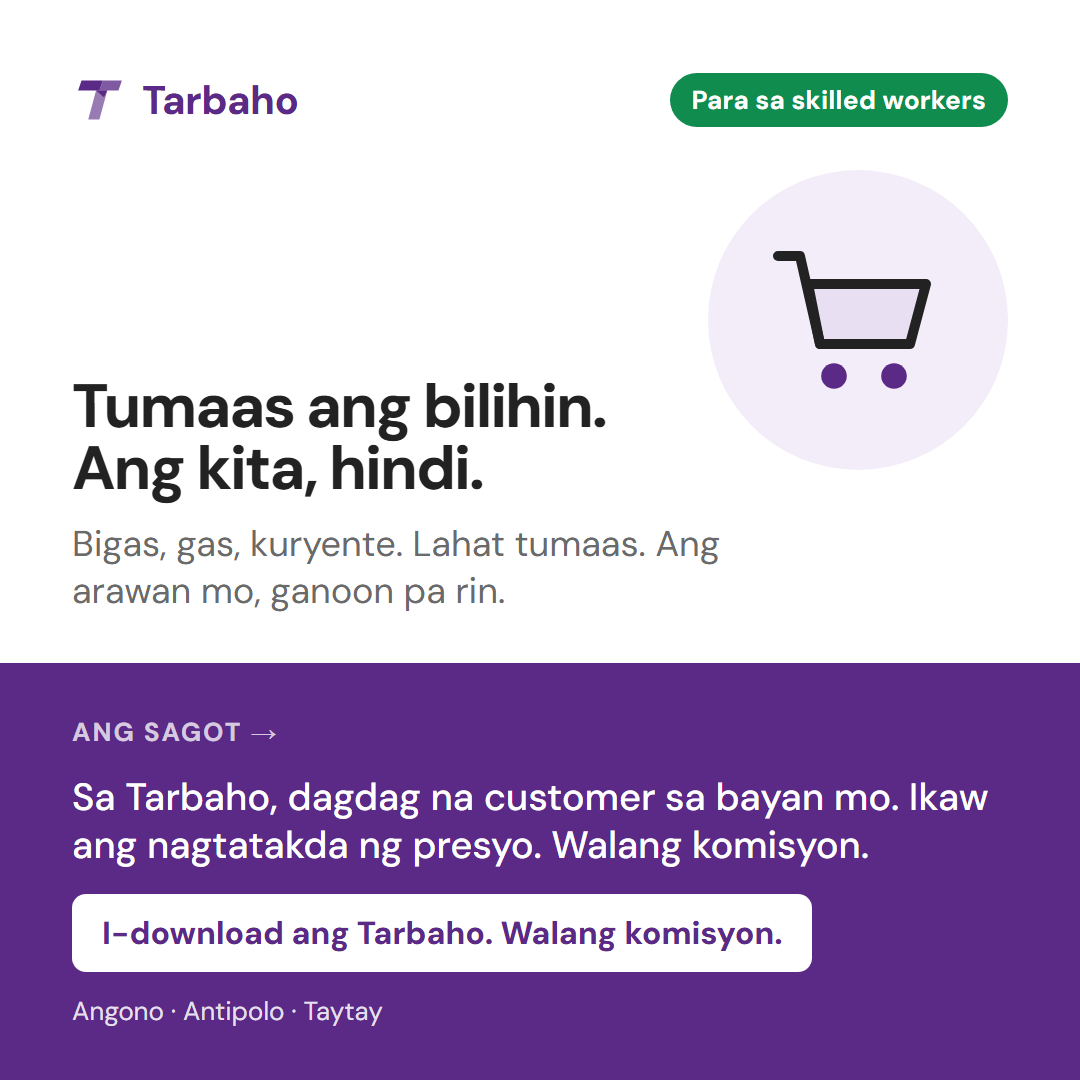 Tarbaho
Para sa skilled workers
Tumaas ang bilihin.
Ang kita, hindi.
Bigas, gas, kuryente. Lahat tumaas. Ang
arawan mo, ganoon pa rin.
ANG SAGOT →
Sa Tarbaho, dagdag na customer sa bayan mo. Ikaw
ang nagtatakda ng presyo. Walang komisyon.
I-download ang Tarbaho. Walang komisyon.
Angono · Antipolo · Taytay